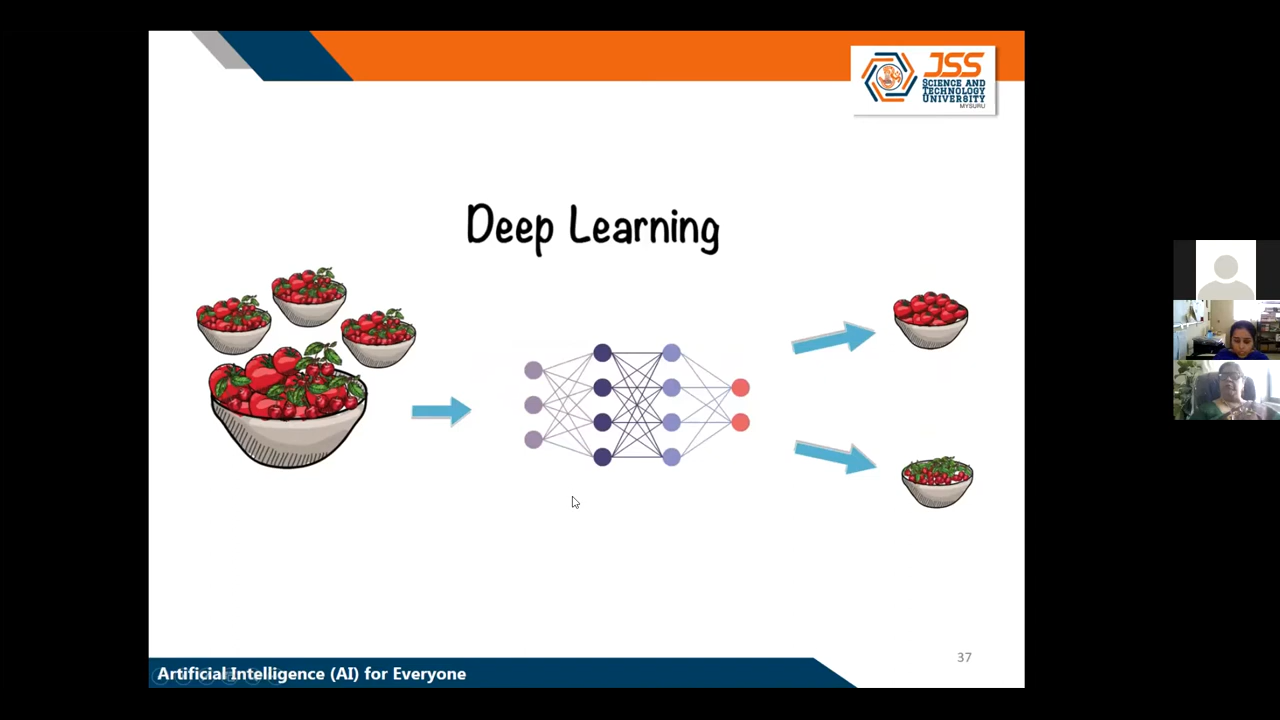 JSS
SCIENCE AND
TECHNOLOGY
UNIVERSITY
MYSURU
Deep Learning
37
Artificial Intelligence (AI) for Everyone